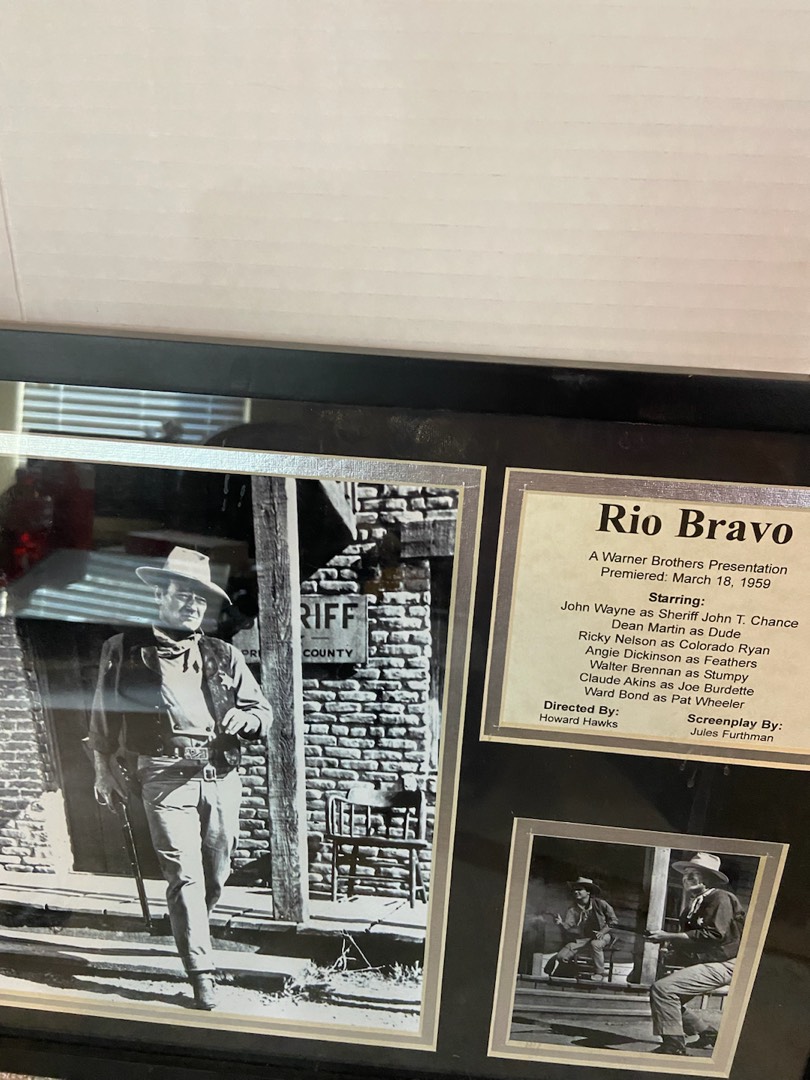 RIFF
PR COUNTY
Rio Bravo
A Warner Brothers Presentation
Premiered: March 18, 1959
Starring:
John Wayne as Sheriff John T. Chance
Dean Martin as Dude
Ricky Nelson as Colorado Ryan
Angie Dickinson as Feathers
Walter Brennan as Stumpy
Claude Akins as Joe Burdette
Ward Bond as Pat Wheeler
Directed By:
Howard Hawks
Screenplay By:
Jules Furthman